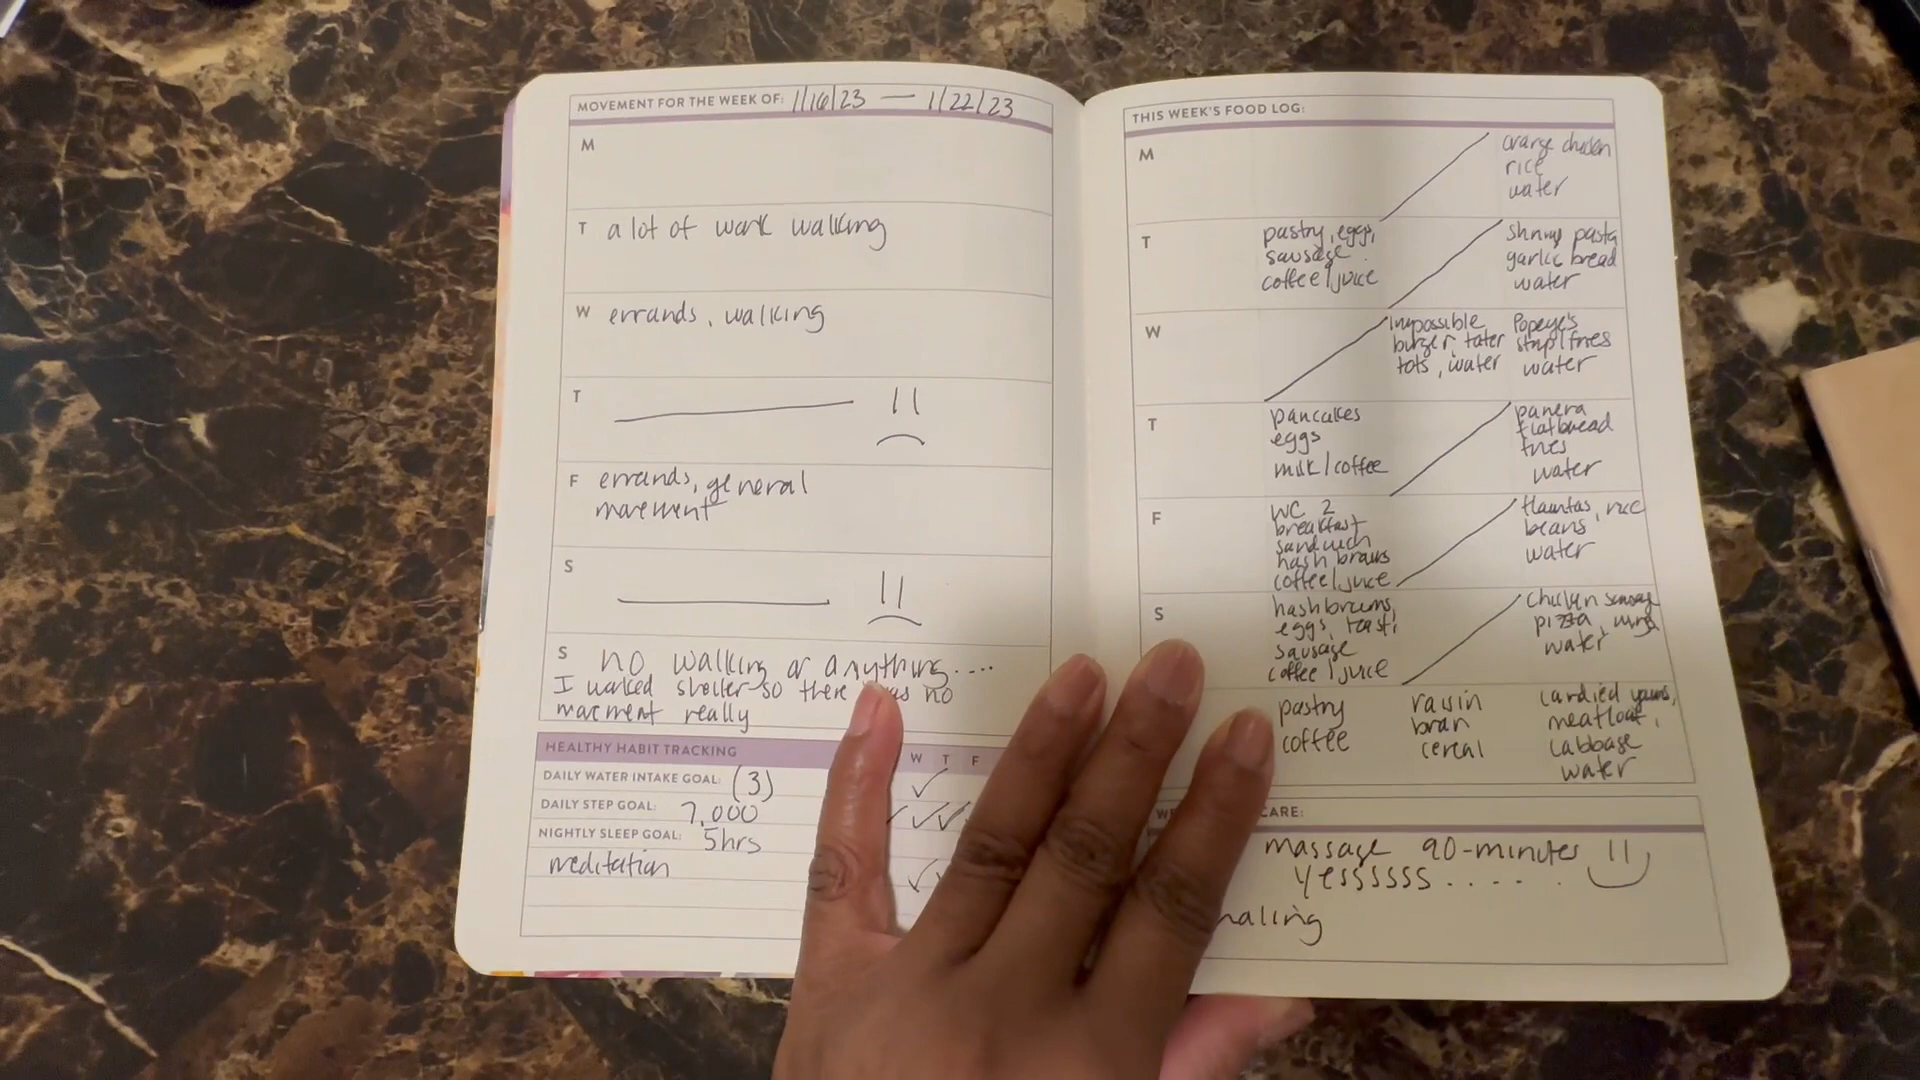 MOVEMENT FOR THE WEEK OF: 1/16/23 — 1/22/23
M
T a lot of work walking
W errands, walking
T
F errands, general
movement
S
S no walking or anything....
I worked shelter so there was no
movement really
HEALTHY HABIT TRACKING
W T F
DAILY WATER INTAKE GOAL: (3)
DAILY STEP GOAL: 7,000
NIGHTLY SLEEP GOAL: 5hrs
meditation
THIS WEEK'S FOOD LOG:
M
orange chicken
rice
water
T
pastry, eggs,
sausage
coffee/juice
shrimp pasta
garlic bread
water
W
Impossible
burger, tater
tots, water
Popeye's
strip/fries
water
T
pancakes
eggs
milk/coffee
panera
flatbread
fries
water
F
WC 2
breakfast
sandwich
hash browns
coffee/juice
flautas, rice
beans
water
S
hashbrowns,
eggs, toast,
sausage
coffee/juice
chicken sausage
pizza, wings
water
pastry
coffee
raisin
bran
cereal
candied yams,
meatloaf,
cabbage
water
CARE:
massage 90-minutes
yesssssss.....